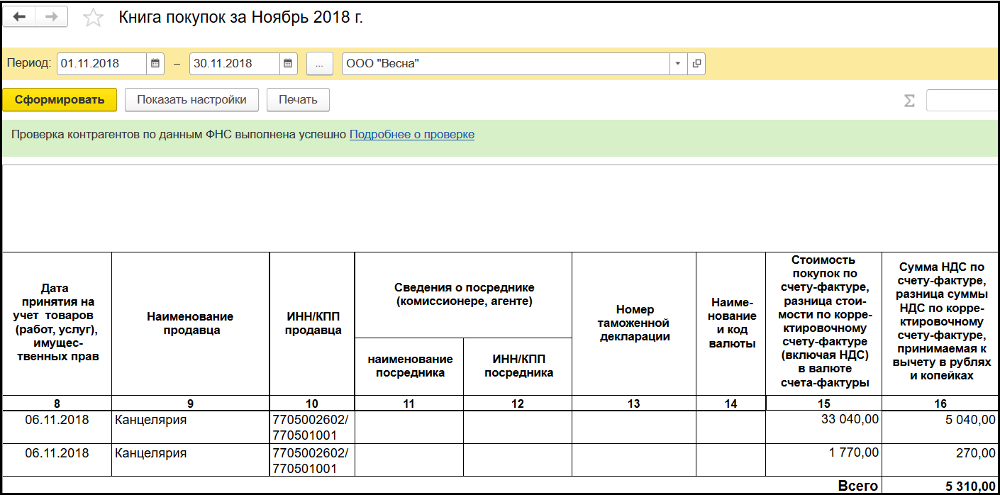 Книга покупок за Ноябрь 2018 г.
Период: 01.11.2018 – 30.11.2018 ... ООО "Весна"
Сформировать Показать настройки Печать Σ
Проверка контрагентов по данным ФНС выполнена успешно Подробнее о проверке
Дата
принятия на
учет товаров
(работ, услуг),
имущес-
твенных прав
Наименование
продавца
ИНН/КПП
продавца
Сведения о посреднике
(комиссионере, агенте)
наименование
посредника
ИНН/КПП
посредника
Номер
таможенной
декларации
Наиме-
нование
и код
валюты
Стоимость
покупок по
счету-фактуре,
разница стои-
мости по корре-
ктировочному
счету-фактуре
(включая НДС)
в валюте
счета-фактуры
Сумма НДС по
счету-фактуре,
разница суммы
НДС по корре-
ктировочному
счету-фактуре,
принимаемая к
вычету в рублях
и копейках
8 9 10 11 12 13 14 15 16
06.11.2018 Канцелярия 7705002602/ 33 040,00 5 040,00
770501001
06.11.2018 Канцелярия 7705002602/ 1 770,00 270,00
770501001
Всего 5 310,00